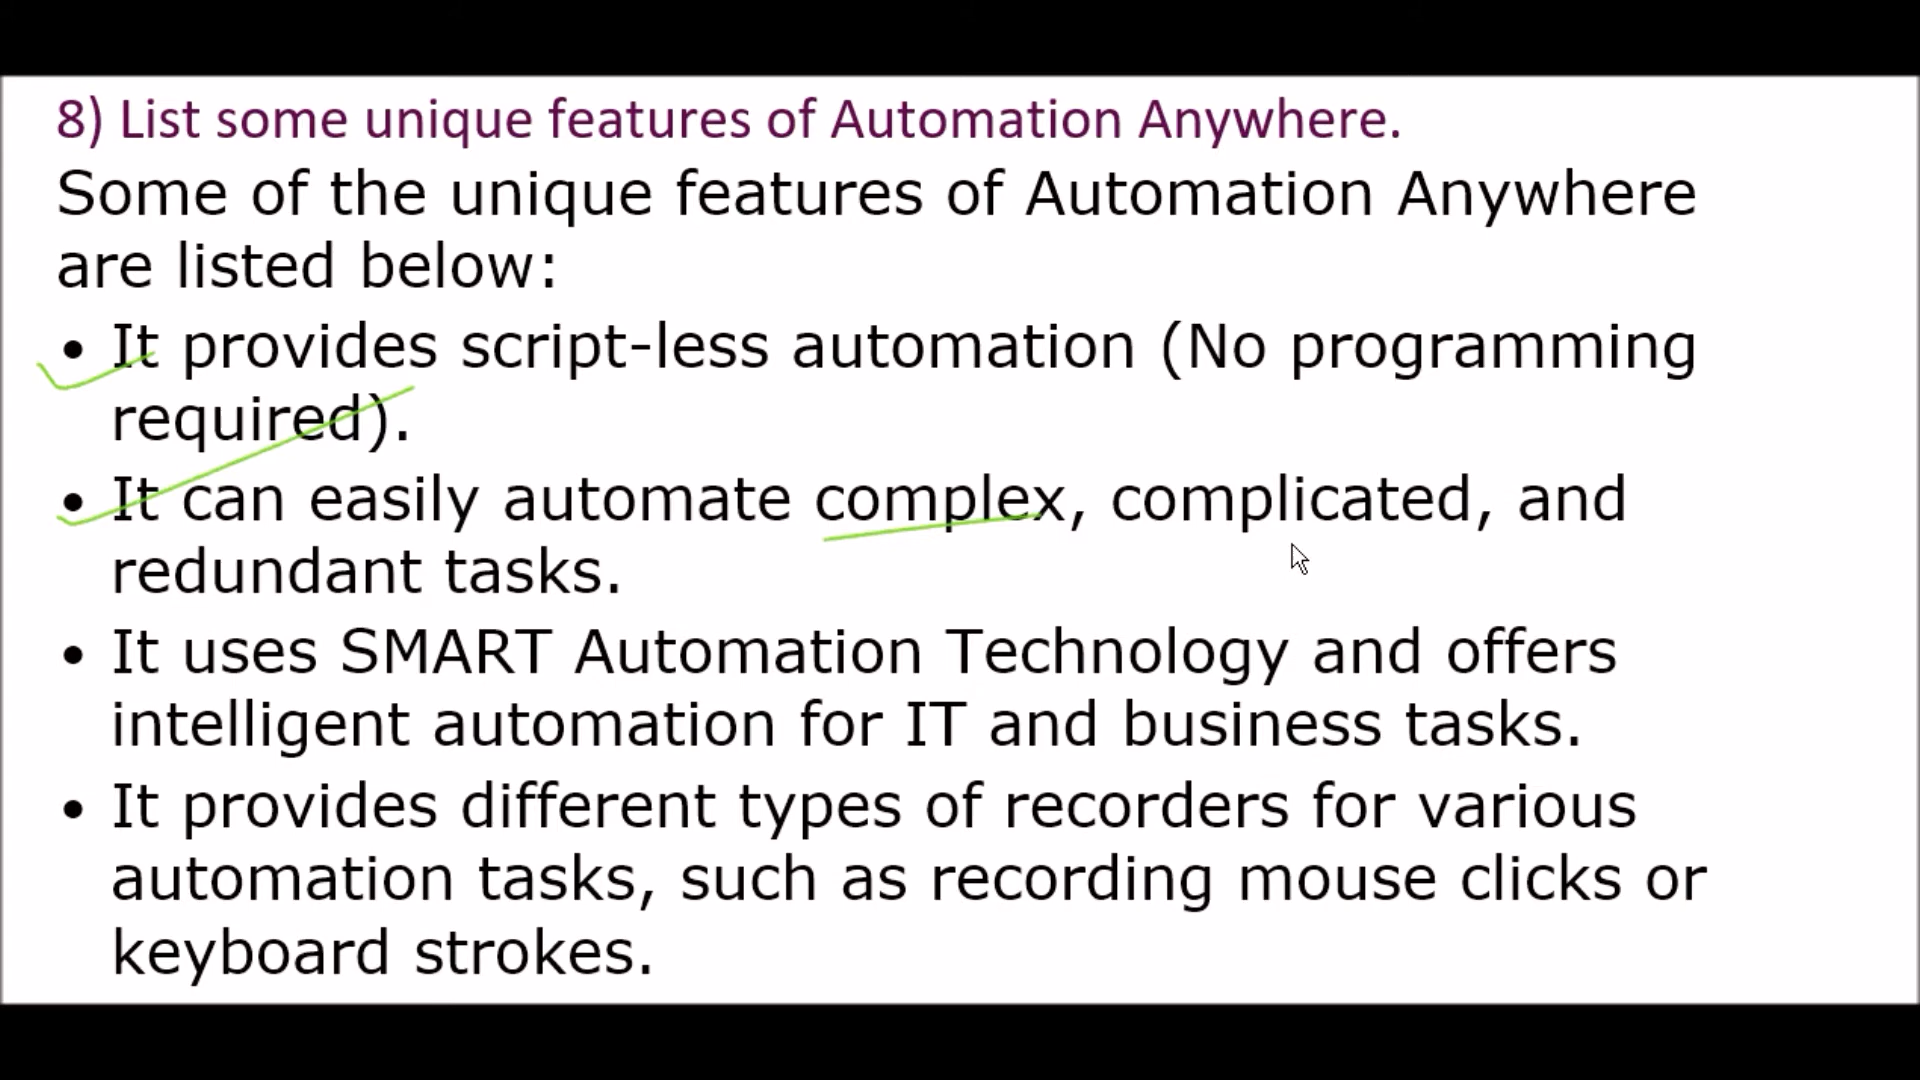 8) List some unique features of Automation Anywhere.
Some of the unique features of Automation Anywhere
are listed below:
• It provides script-less automation (No programming
required).
• It can easily automate complex, complicated, and
redundant tasks.
• It uses SMART Automation Technology and offers
intelligent automation for IT and business tasks.
• It provides different types of recorders for various
automation tasks, such as recording mouse clicks or
keyboard strokes.